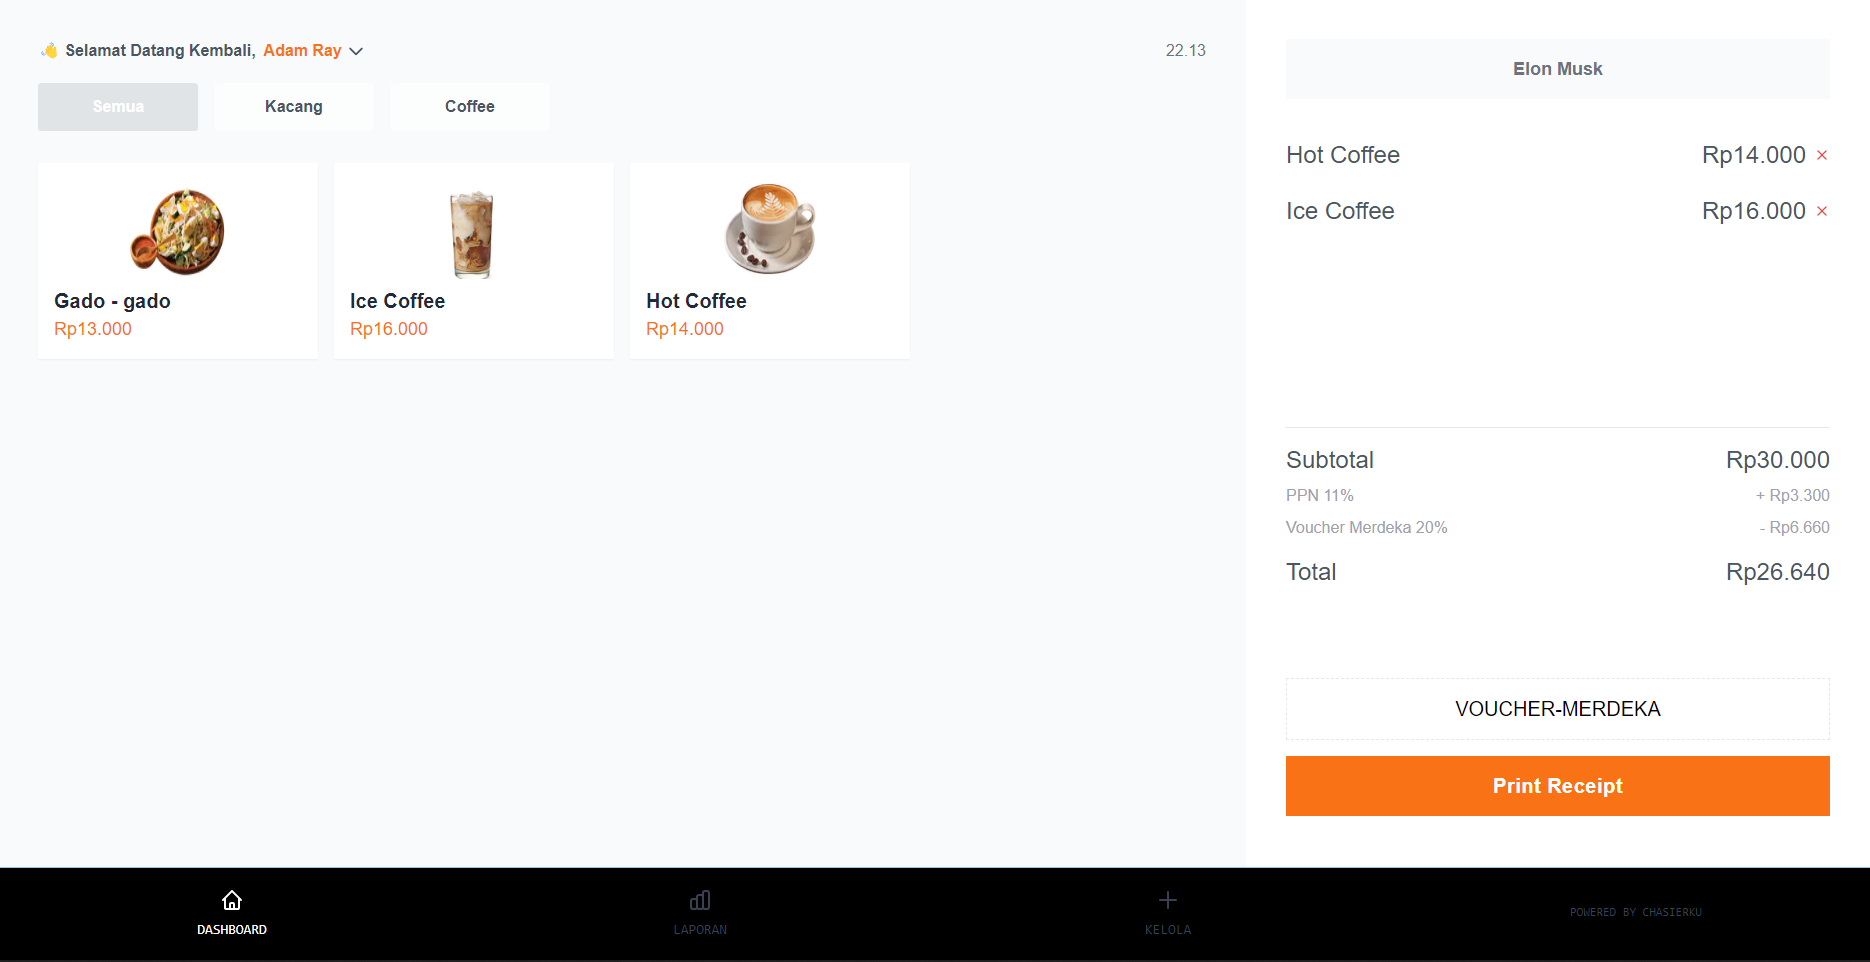 👋 Selamat Datang Kembali, Adam Ray
22.13
Semua
Kacang
Coffee
Gado - gado
Rp13.000
Ice Coffee
Rp16.000
Hot Coffee
Rp14.000
Elon Musk
Hot Coffee Rp14.000 ×
Ice Coffee Rp16.000 ×
Subtotal Rp30.000
PPN 11% + Rp3.300
Voucher Merdeka 20% - Rp6.660
Total Rp26.640
VOUCHER-MERDEKA
Print Receipt
DASHBOARD
LAPORAN
KELOLA
POWERED BY CHASIERKU